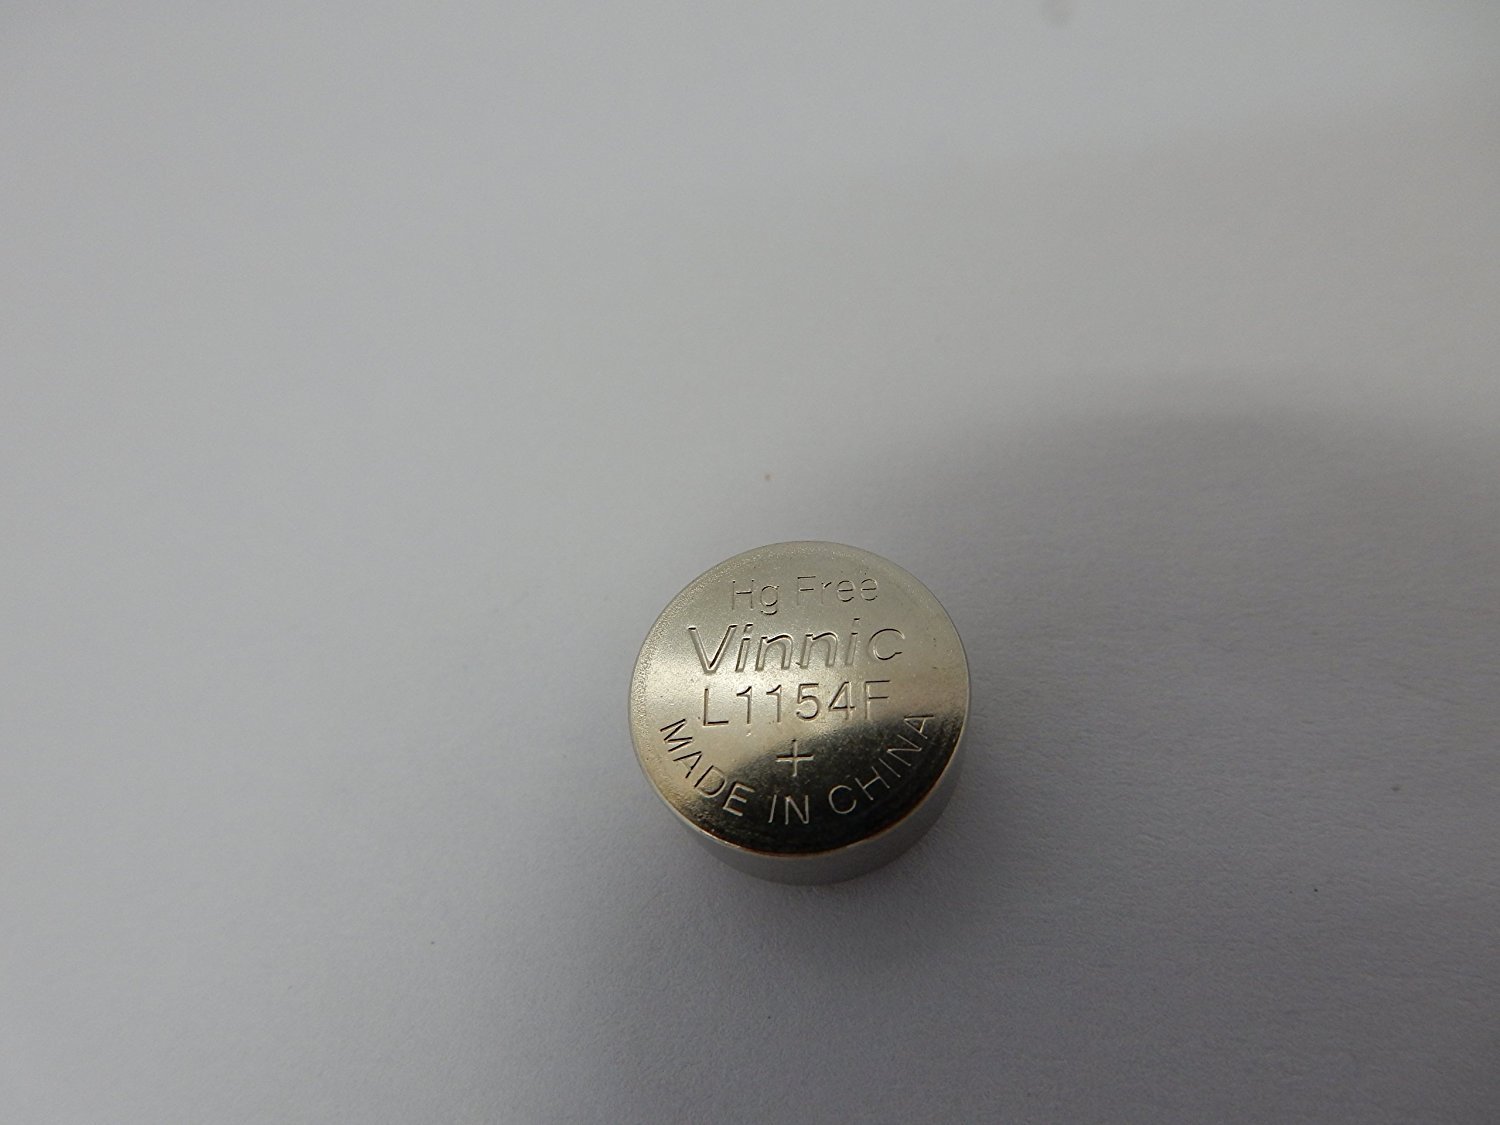 Hg Free
Vinnic
L1154F
+
MADE IN CHINA